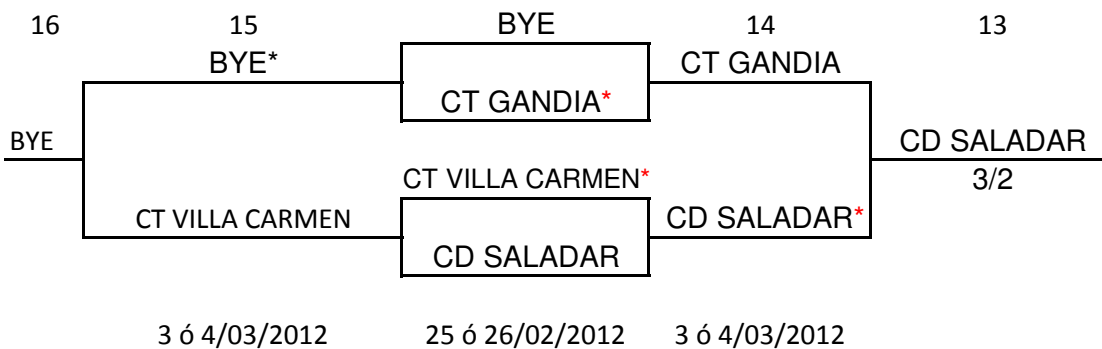 16 15 BYE 14 13
BYE* CT GANDIA
CT GANDIA*
BYE CD SALADAR
CT VILLA CARMEN* 3/2
CT VILLA CARMEN CD SALADAR*
CD SALADAR
3 ó 4/03/2012 25 ó 26/02/2012 3 ó 4/03/2012